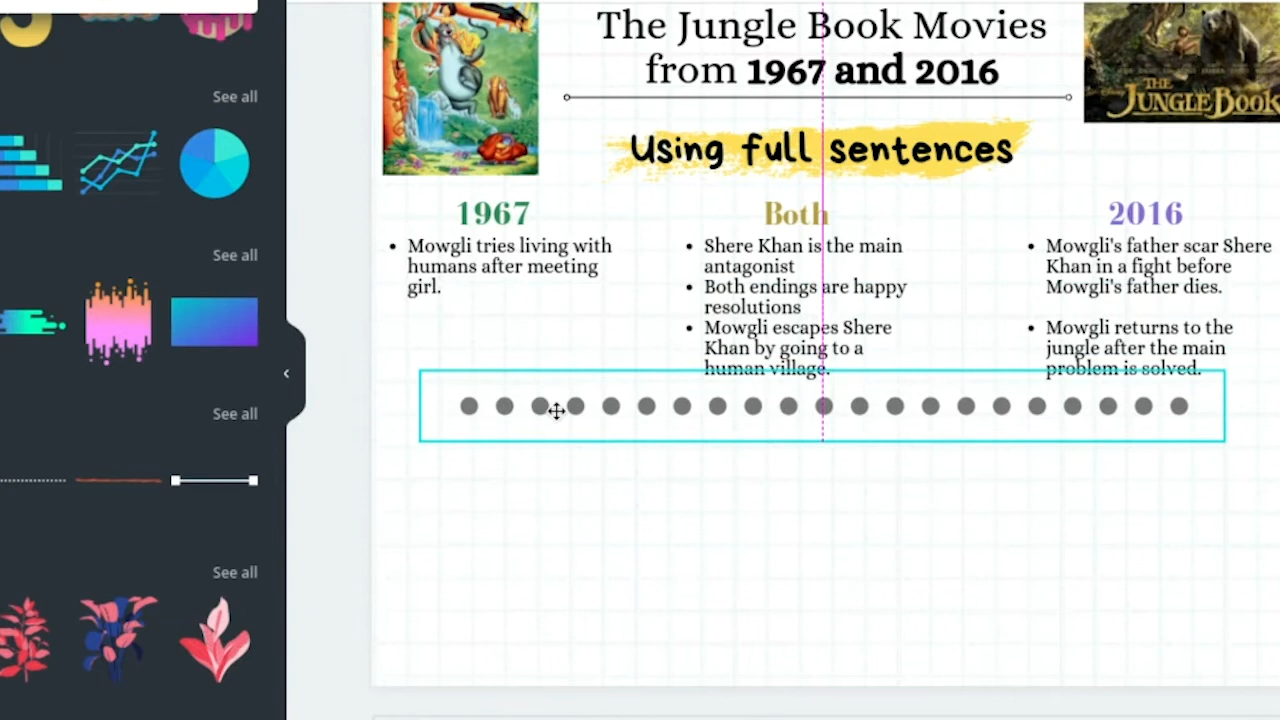 The Jungle Book Movies
from 1967 and 2016
THE
JUNGLE BOOK
Using full sentences
See all
See all
See all
See all
1967
Mowgli tries living with
humans after meeting
girl.
Both
Shere Khan is the main
antagonist
Both endings are happy
resolutions
Mowgli escapes Shere
Khan by going to a
human village.
2016
Mowgli's father scar Shere
Khan in a fight before
Mowgli's father dies.
Mowgli returns to the
jungle after the main
problem is solved.